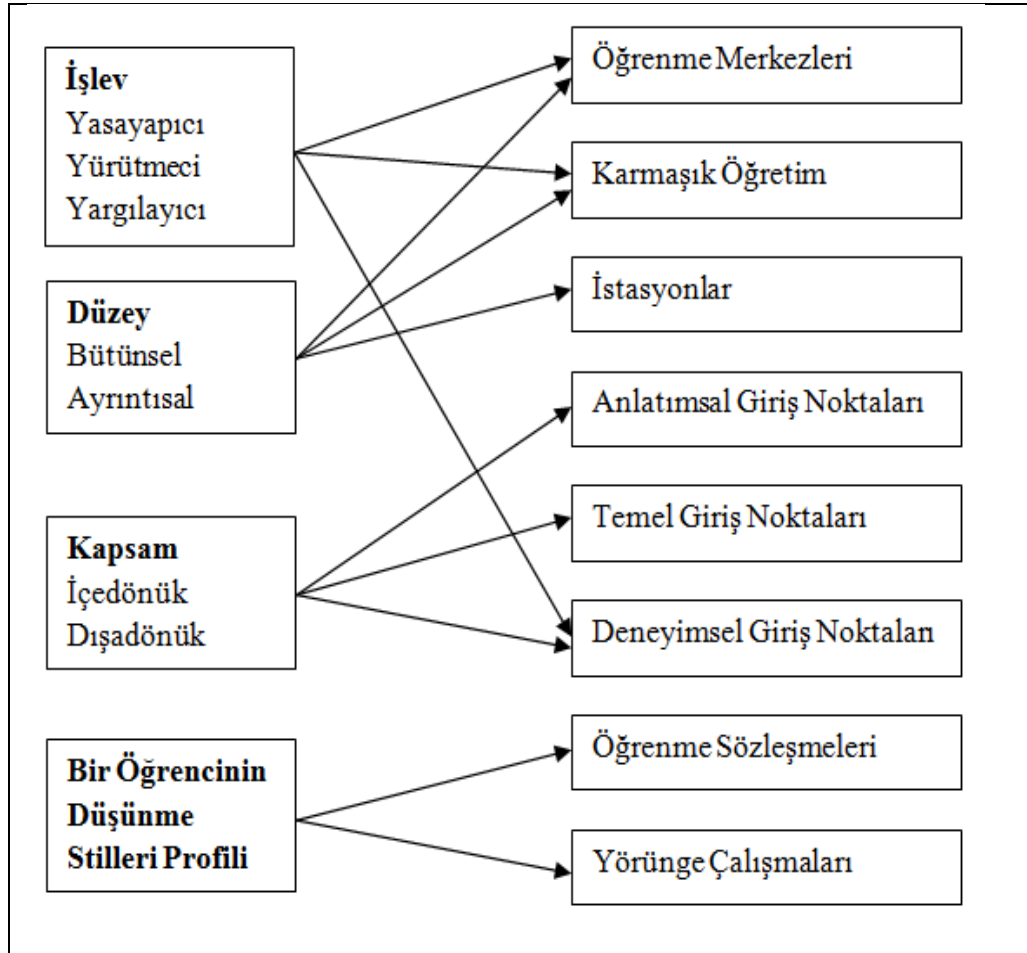 İşlev
Yasayapıcı
Yürütmeci
Yargılayıcı
Düzey
Bütünsel
Ayrıntısal
Kapsam
İçedönük
Dışadönük
Bir Öğrencinin
Düşünme
Stilleri Profili
Öğrenme Merkezleri
Karmaşık Öğretim
İstasyonlar
Anlatımsal Giriş Noktaları
Temel Giriş Noktaları
Deneyimsel Giriş Noktaları
Öğrenme Sözleşmeleri
Yörünge Çalışmaları